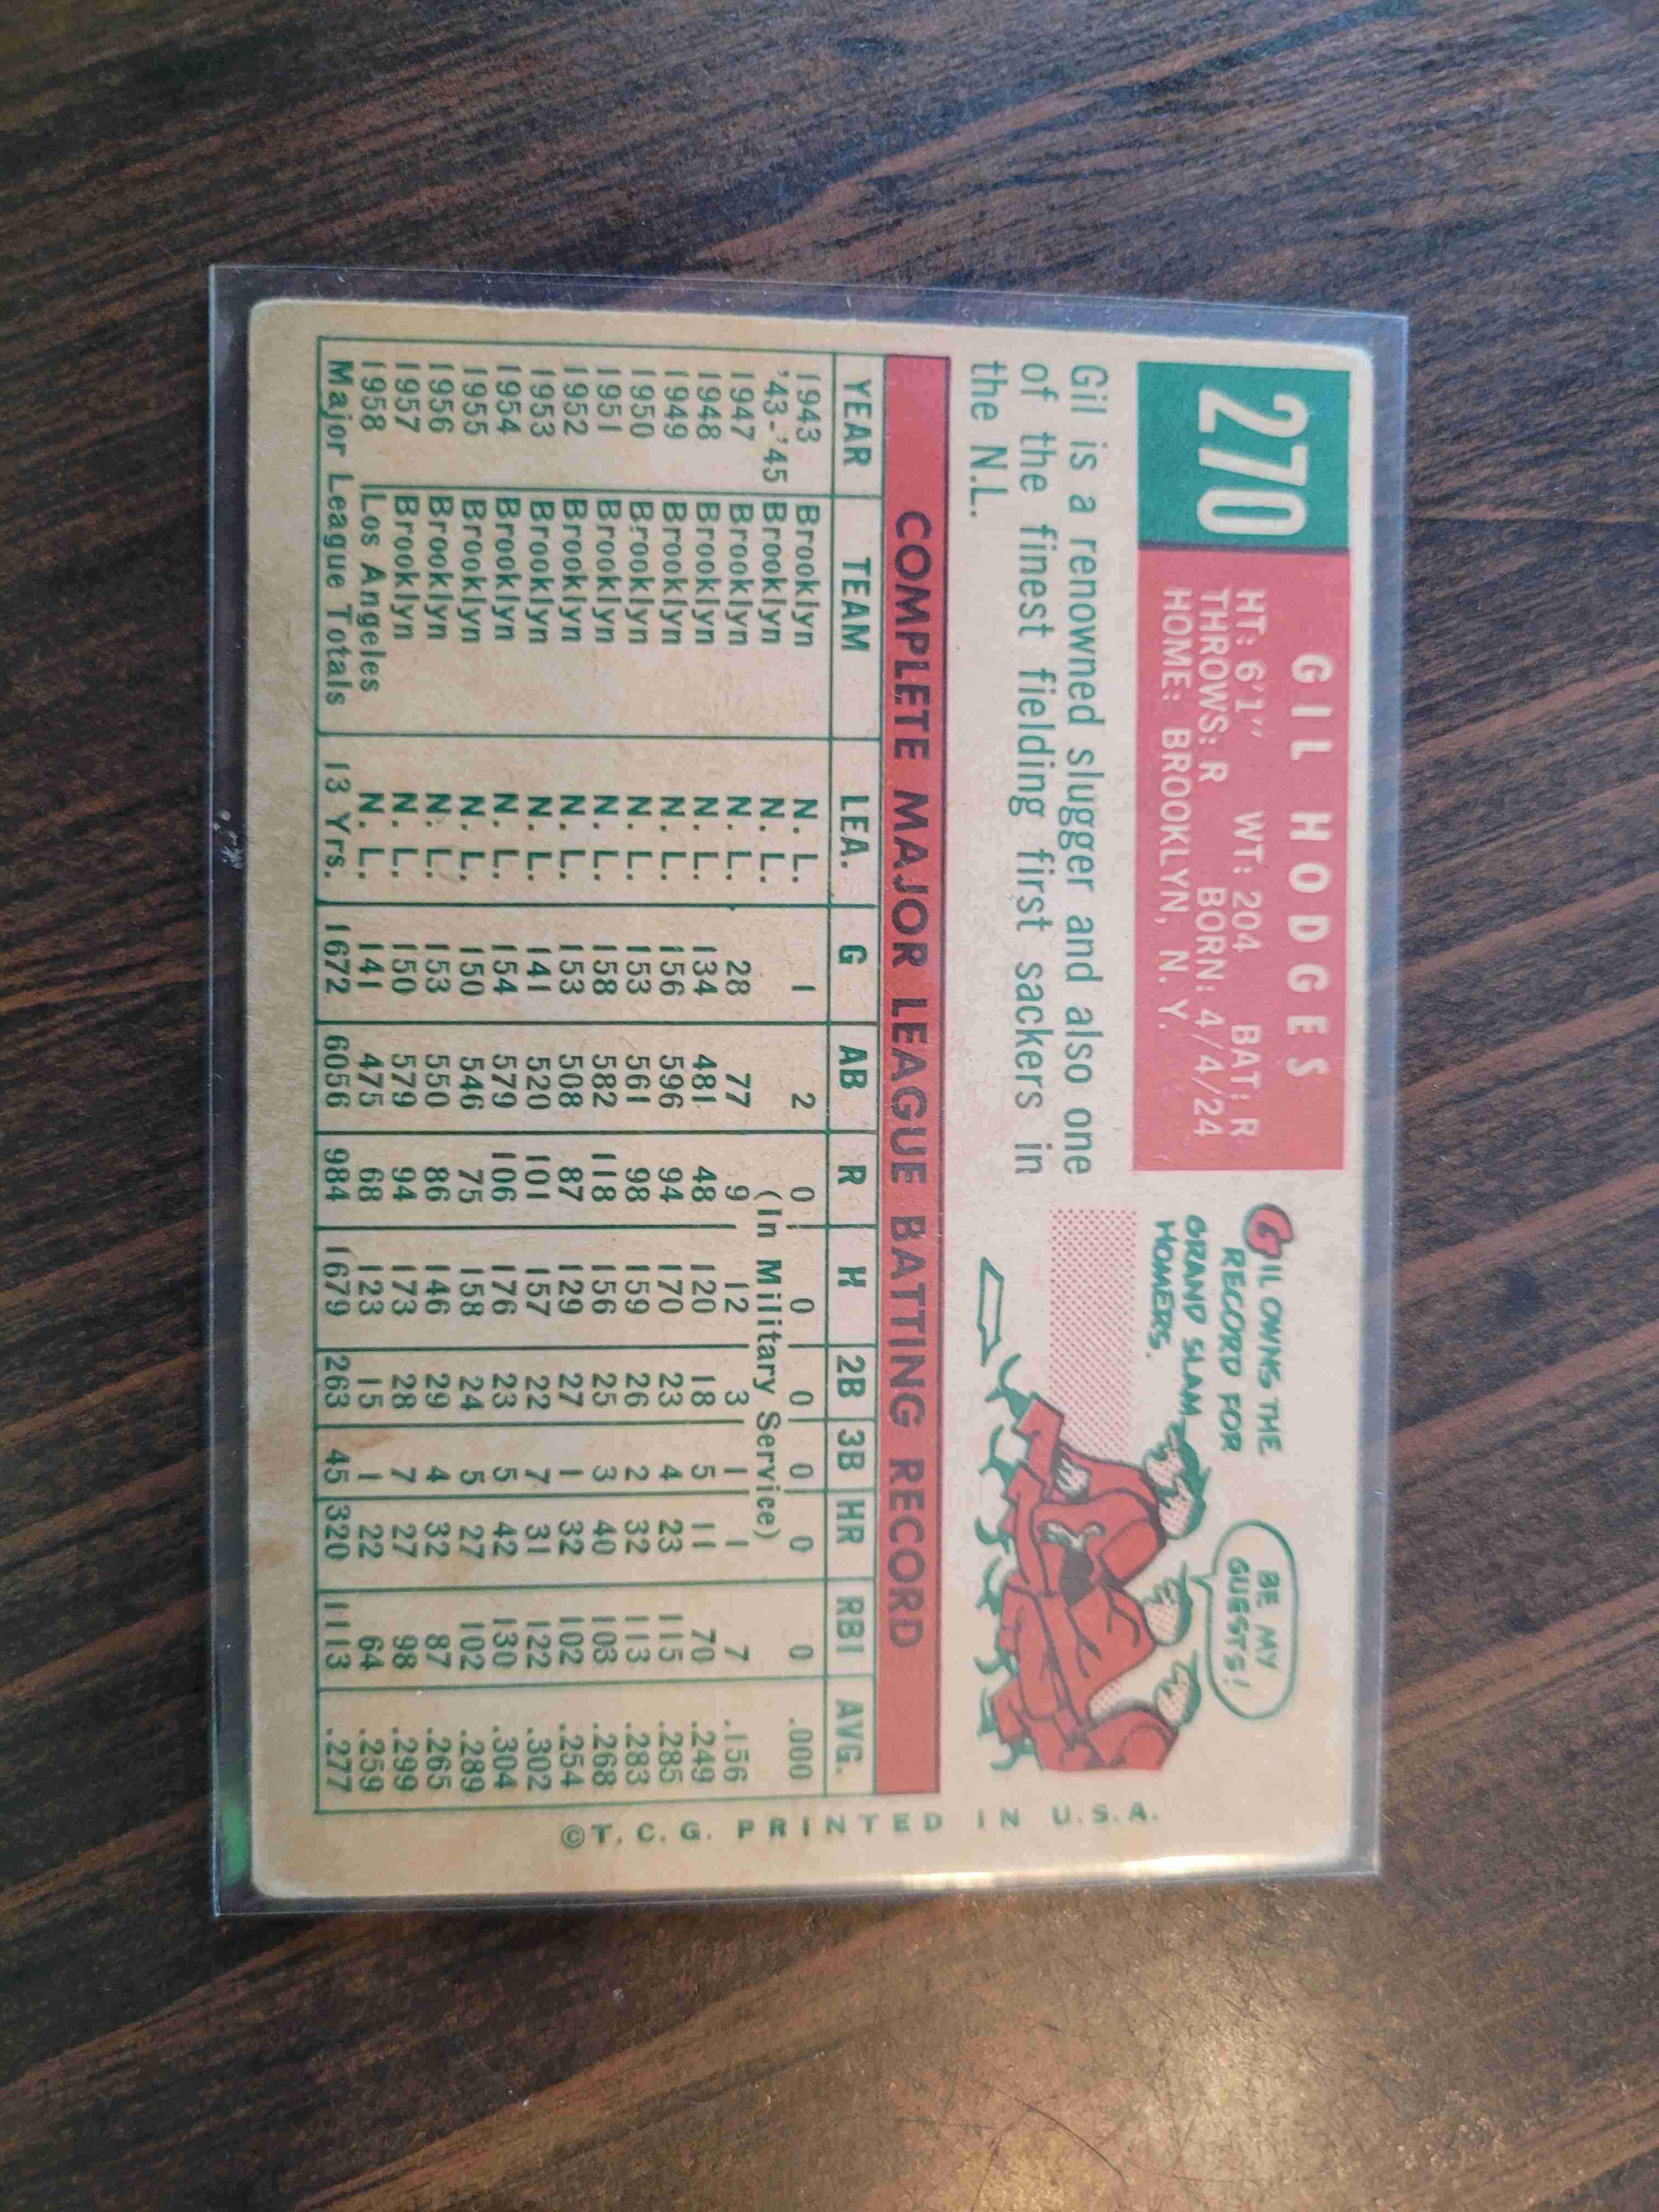 270
GIL HODGES
HT: 6'1" WT: 204 BAT: R
THROWS: R BORN: 4/4/24
HOME: BROOKLYN, N. Y.
Gil is a renowned slugger and also one
of the finest fielding first sackers in
the N.L.
GIL OWNS THE
RECORD FOR
GRAND SLAM
HOMERS.
BE MY
GUESTS!
COMPLETE MAJOR LEAGUE BATTING RECORD
YEAR TEAM LEA. G AB R H 2B 3B HR RBI AVG.
1943 Brooklyn N. L. 1 2 0 0 0 0 0 0 .000
'43-'45 Brooklyn N. L. (In Military Service)
1947 Brooklyn N. L. 28 77 9 12 3 1 1 7 .156
1948 Brooklyn N. L. 134 481 48 120 18 5 11 70 .249
1949 Brooklyn N. L. 156 596 94 170 23 4 23 115 .285
1950 Brooklyn N. L. 153 561 98 159 26 2 32 113 .283
1951 Brooklyn N. L. 158 582 118 156 25 3 40 103 .268
1952 Brooklyn N. L. 153 508 87 129 27 1 32 102 .254
1953 Brooklyn N. L. 141 520 101 157 22 7 31 122 .302
1954 Brooklyn N. L. 154 579 106 176 23 5 42 130 .304
1955 Brooklyn N. L. 150 546 75 158 24 5 27 102 .289
1956 Brooklyn N. L. 153 550 86 146 29 4 32 87 .265
1957 Brooklyn N. L. 150 579 94 173 28 7 27 98 .299
1958 Los Angeles N. L. 141 475 68 123 15 1 22 64 .259
Major League Totals 13 Yrs. 1672 6056 984 1679 263 45 320 1113 .277
©T. C. G. PRINTED IN U.S.A.